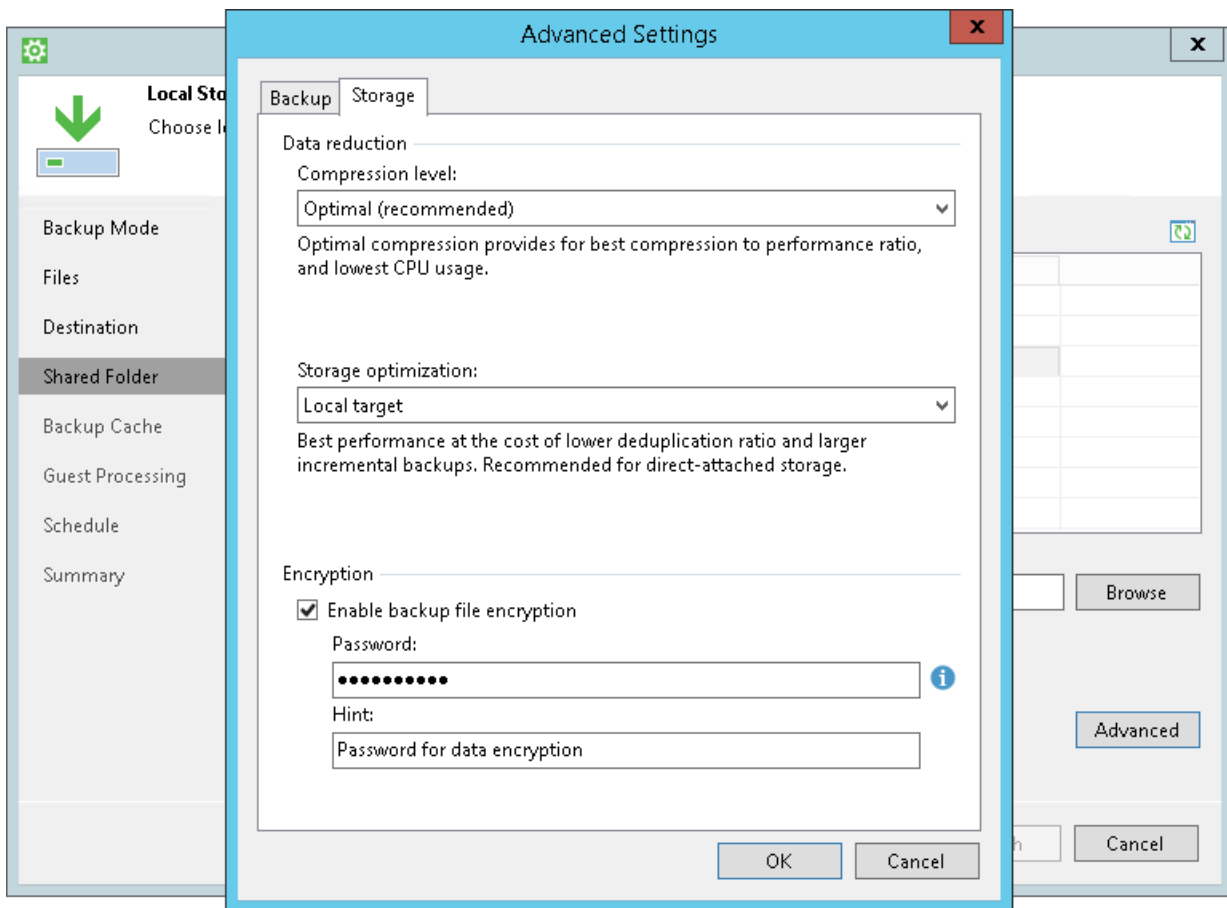 Advanced Settings
x
x
Local Sto
Choose l
Backup Mode
Files
Destination
Shared Folder
Backup Cache
Guest Processing
Schedule
Summary
Backup
Storage
Data reduction
Compression level:
Optimal (recommended)
Optimal compression provides for best compression to performance ratio,
and lowest CPU usage.
Storage optimization:
Local target
Best performance at the cost of lower deduplication ratio and larger
incremental backups. Recommended for direct-attached storage.
Encryption
Enable backup file encryption
Password:
••••••••••
Hint:
Password for data encryption
OK
Cancel
Browse
Advanced
h
Cancel